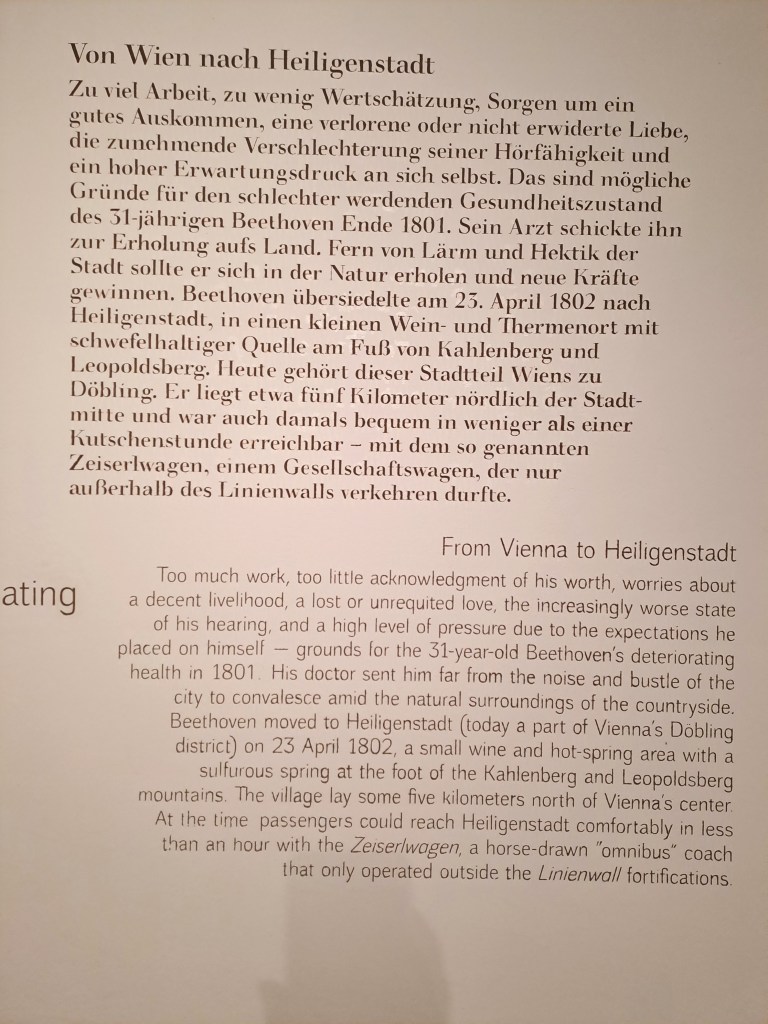 Von Wien nach Heiligenstadt
Zu viel Arbeit, zu wenig Wertschätzung, Sorgen um ein
gutes Auskommen, eine verlorene oder nicht erwiderte Liebe,
die zunehmende Verschlechterung seiner Hörfähigkeit und
ein hoher Erwartungsdruck an sich selbst. Das sind mögliche
Gründe für den schlechter werdenden Gesundheitszustand
des 31-jährigen Beethoven Ende 1801. Sein Arzt schickte ihn
zur Erholung aufs Land. Fern von Lärm und Hektik der
Stadt sollte er sich in der Natur erholen und neue Kräfte
gewinnen. Beethoven übersiedelte am 23. April 1802 nach
Heiligenstadt, in einen kleinen Wein- und Thermenort mit
schwefelhaltiger Quelle am Fuß von Kahlenberg und
Leopoldsberg. Heute gehört dieser Stadtteil Wiens zu
Döbling. Er liegt etwa fünf Kilometer nördlich der Stadt-
mitte und war auch damals bequem in weniger als einer
Kutschenstunde erreichbar – mit dem so genannten
Zeiserlwagen, einem Gesellschaftswagen, der nur
außerhalb des Linienwalls verkehren durfte.
ating
From Vienna to Heiligenstadt
Too much work, too little acknowledgment of his worth, worries about
a decent livelihood, a lost or unrequited love, the increasingly worse state
of his hearing, and a high level of pressure due to the expectations he
placed on himself – grounds for the 31-year-old Beethoven's deteriorating
health in 1801. His doctor sent him far from the noise and bustle of the
city to convalesce amid the natural surroundings of the countryside.
Beethoven moved to Heiligenstadt (today a part of Vienna's Döbling
district) on 23 April 1802, a small wine and hot-spring area with a
sulfurous spring at the foot of the Kahlenberg and Leopoldsberg
mountains. The village lay some five kilometers north of Vienna's center.
At the time passengers could reach Heiligenstadt comfortably in less
than an hour with the Zeiserlwagen, a horse-drawn "omnibus" coach
that only operated outside the Linienwall fortifications.